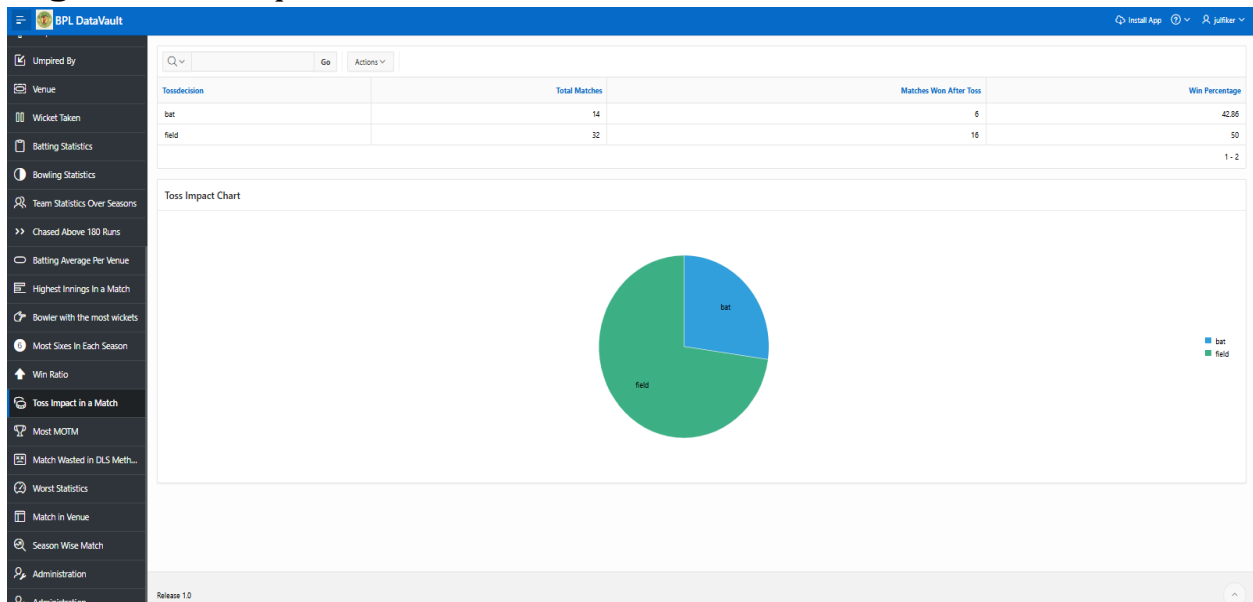 BPL DataVault
Install App
julfiker
Umpired By
Venue
Wicket Taken
Batting Statistics
Bowling Statistics
Team Statistics Over Seasons
Chased Above 180 Runs
Batting Average Per Venue
Highest Innings In a Match
Bowler with the most wickets
6 Most Sixes In Each Season
Win Ratio
Toss Impact in a Match
Most MOTM
Match Wasted in DLS Meth...
Worst Statistics
Match in Venue
Season Wise Match
Administration
Go Actions
Tossdecision Total Matches Matches Won After Toss Win Percentage
bat 14 6 42.86
field 32 16 50
1 - 2
Toss Impact Chart
bat
field
bat
field
Release 1.0